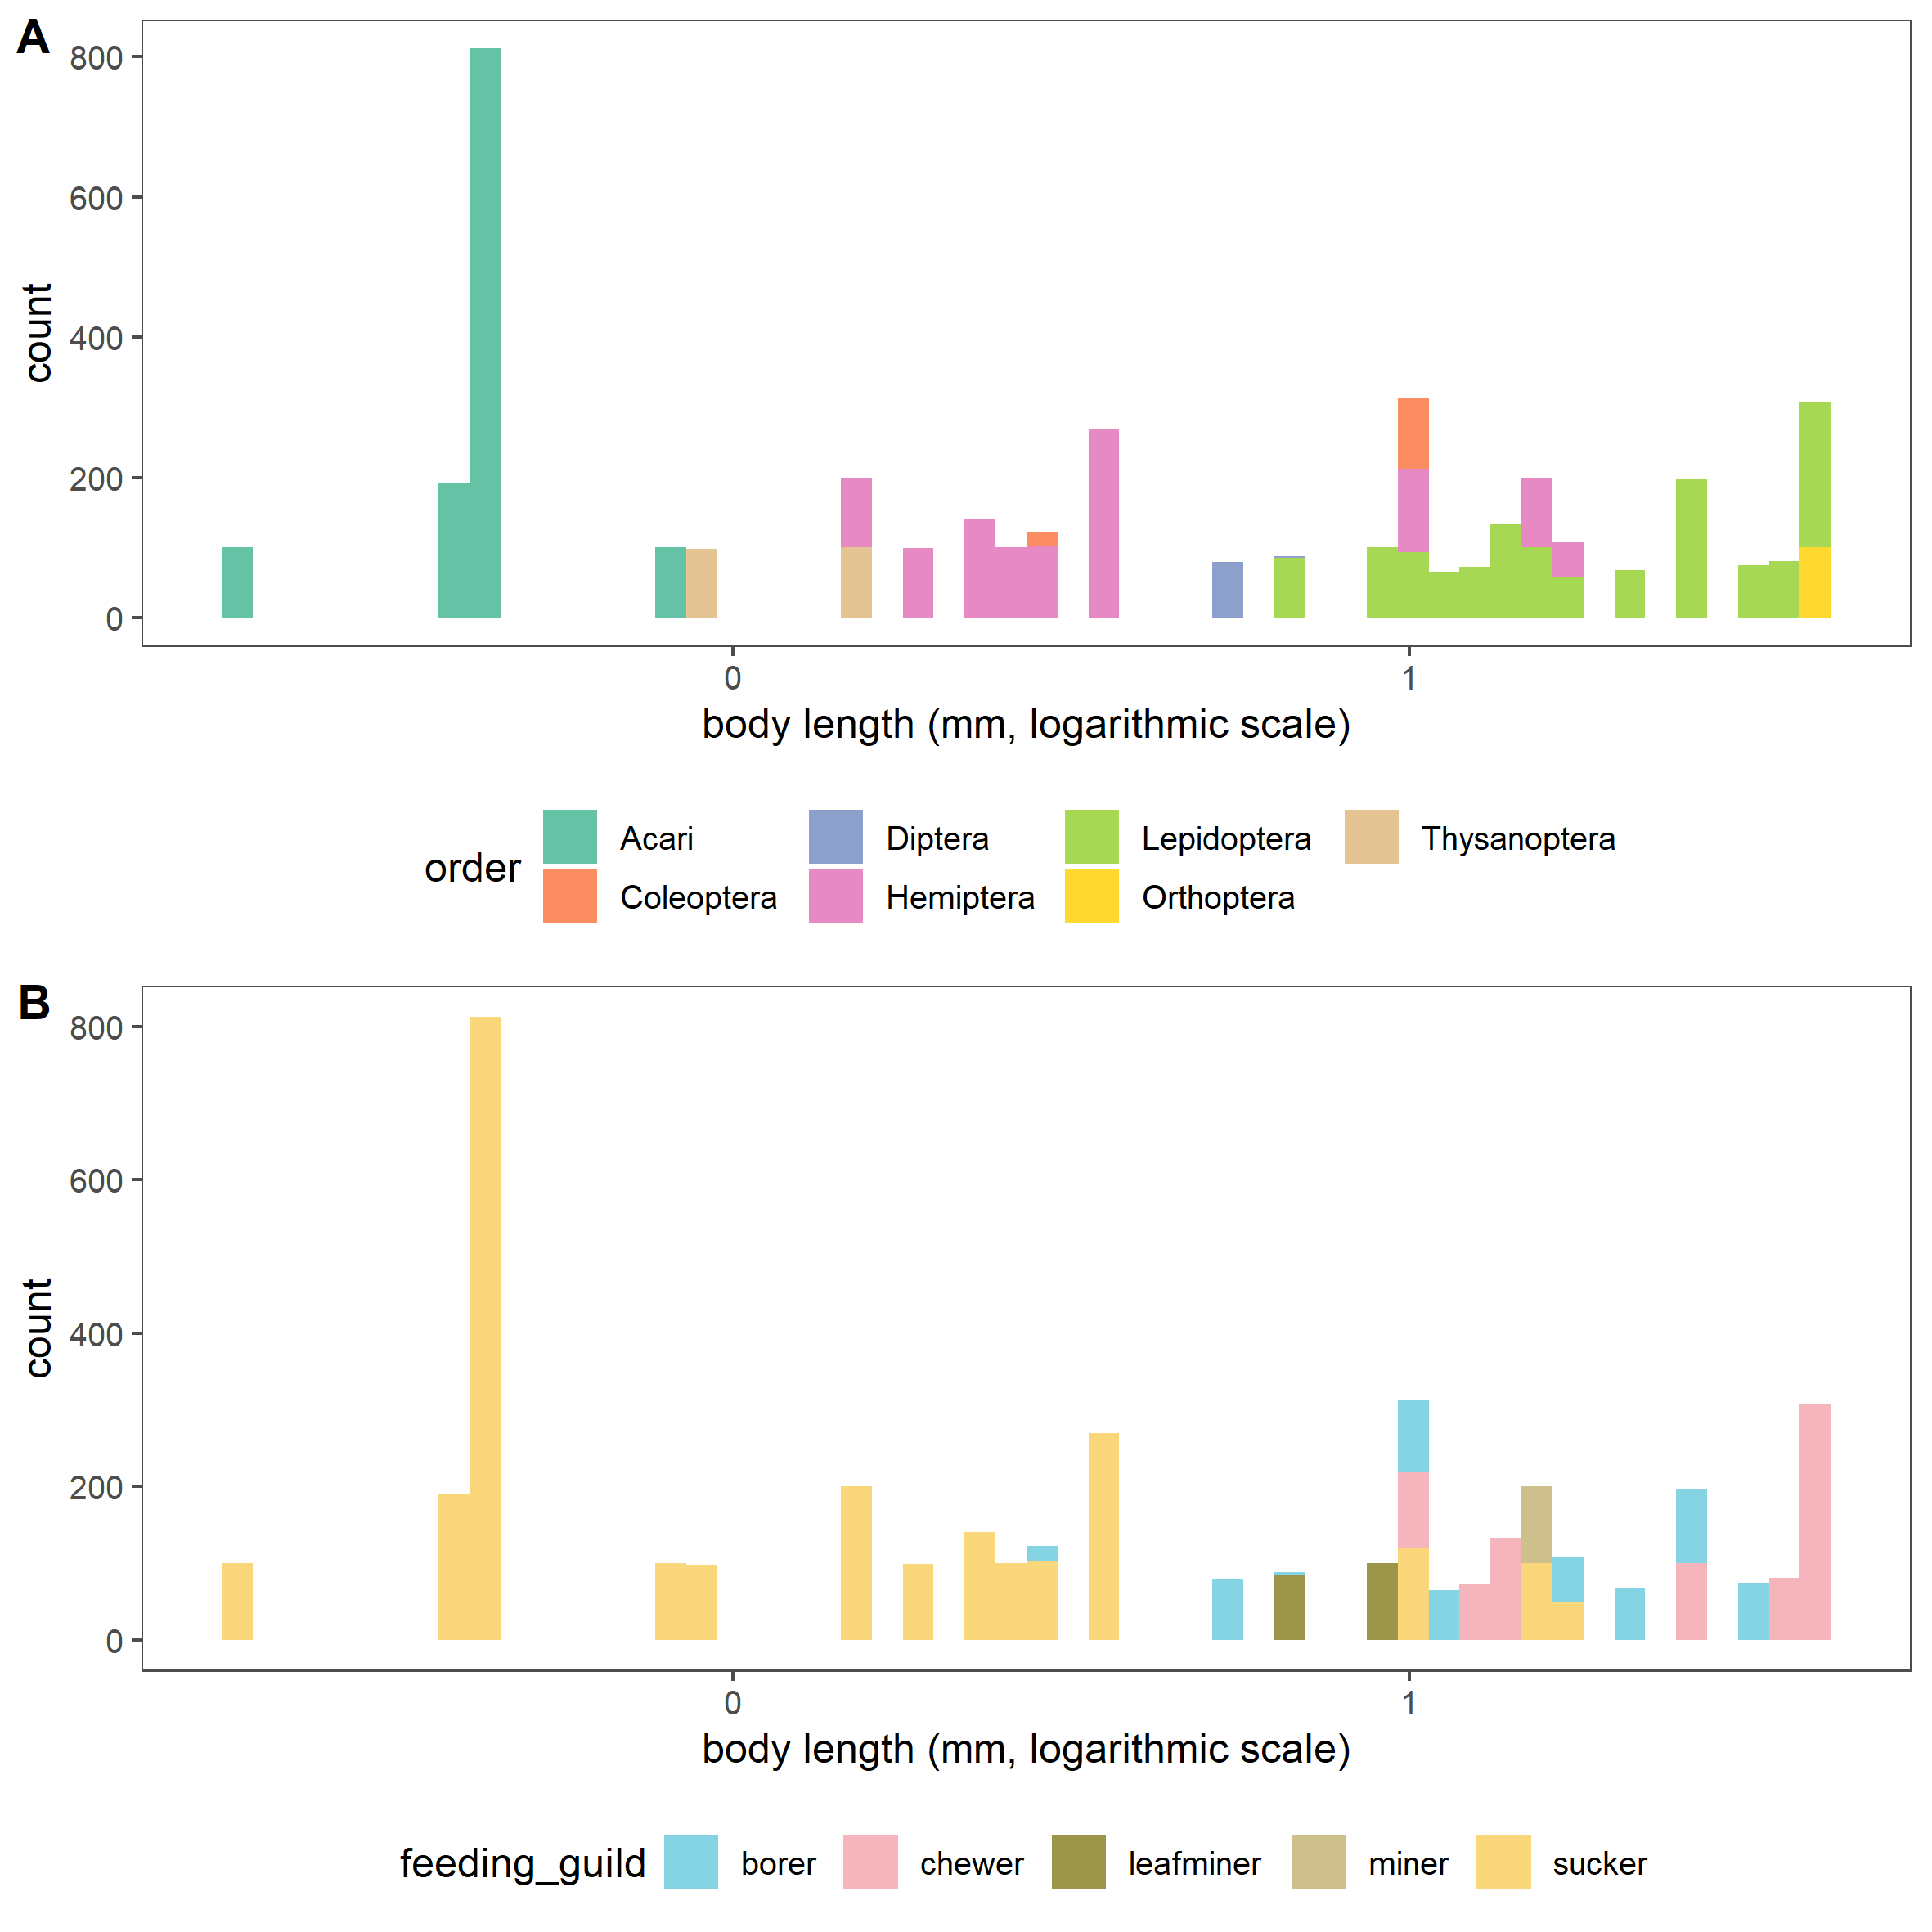 A
800
600
400
200
0
count
0 1
body length (mm, logarithmic scale)
order
Acari Diptera Lepidoptera Thysanoptera
Coleoptera Hemiptera Orthoptera
B
800
600
400
200
0
count
0 1
body length (mm, logarithmic scale)
feeding_guild borer chewer leafminer miner sucker